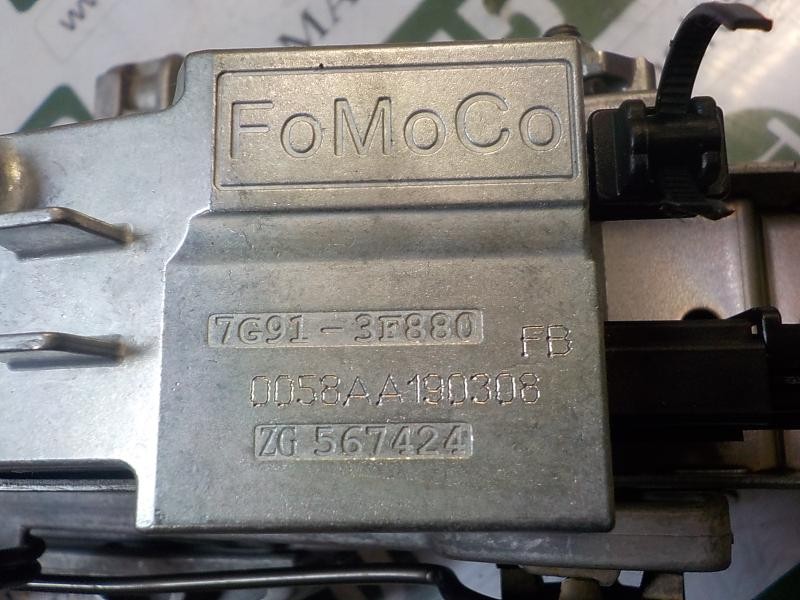 FoMoCo
7G91-3F880
FB
0058AA190308
ZG 567424